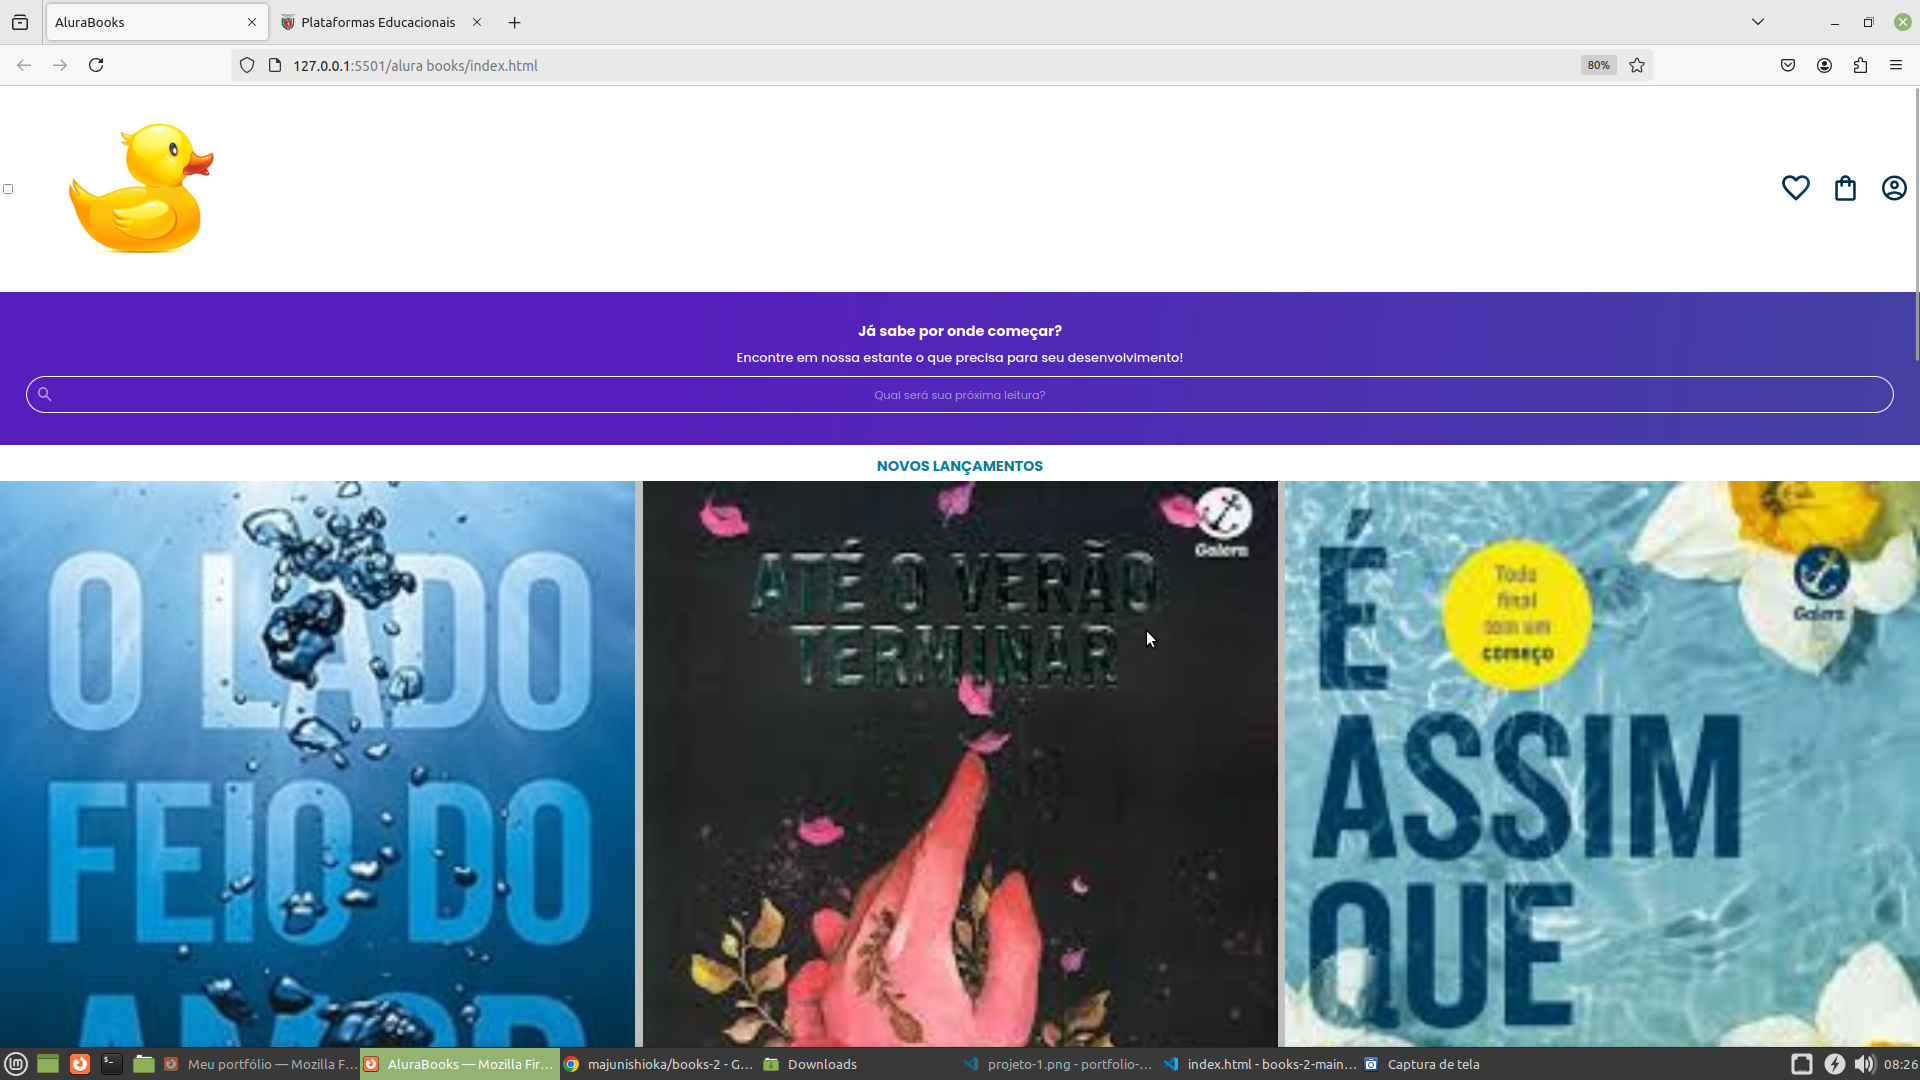 AluraBooks
Plataformas Educacionais
127.0.0.1:5501/alura books/index.html
80%
Já sabe por onde começar?
Encontre em nossa estante o que precisa para seu desenvolvimento!
Qual será sua próxima leitura?
NOVOS LANÇAMENTOS
O LADO
FEIO DO
AMOR
Galera
ATÉ O VERÃO
TERMINAR
É
ASSIM
QUE
Todo
final
tem um
começo
Galera
Meu portfólio — Mozilla F...
AluraBooks — Mozilla Fir...
majunishioka/books-2 - G...
Downloads
projeto-1.png - portfolio-...
index.html - books-2-main...
Captura de tela
08:26